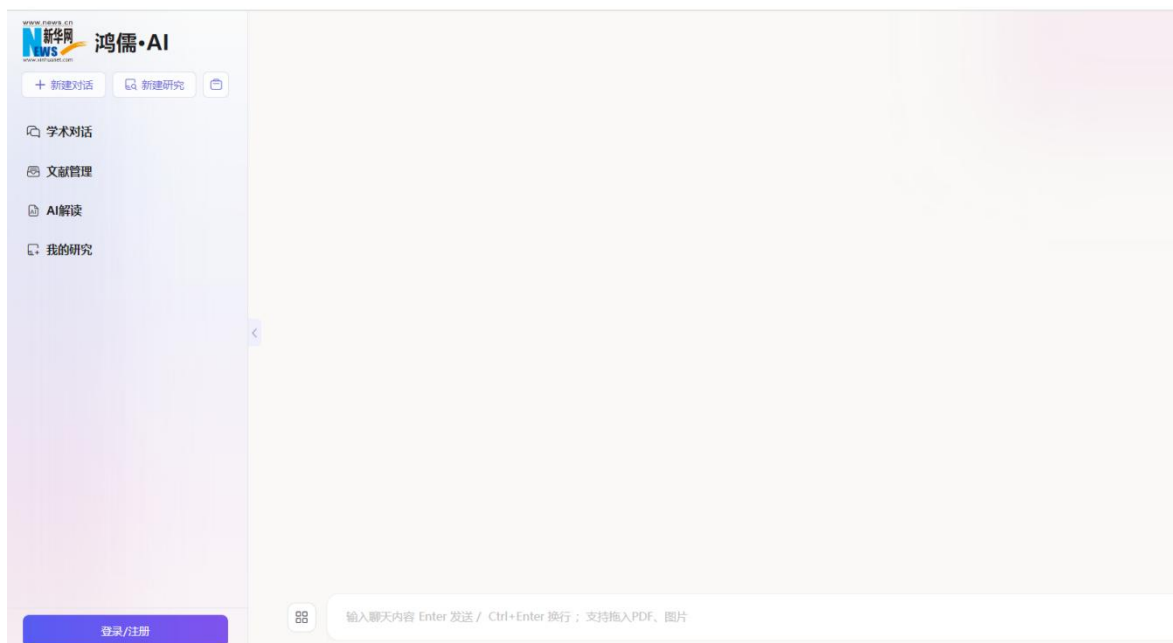 www.news.cn
新华网
NEWS
www.xinhuanet.com
鸿儒•AI
+ 新建对话 新建研究
学术对话
文献管理
AI解读
我的研究
登录/注册
输入聊天内容 Enter 发送 / Ctrl+Enter 换行 ; 支持拖入PDF、图片